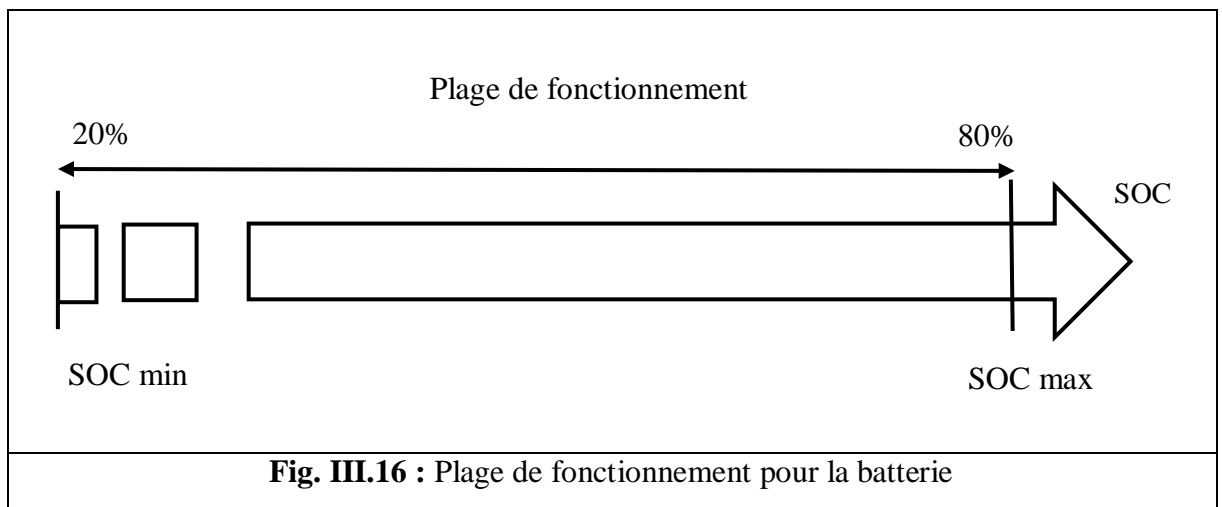 Plage de fonctionnement
20%
80%
SOC
SOC min
SOC max
Fig. III.16 : Plage de fonctionnement pour la batterie